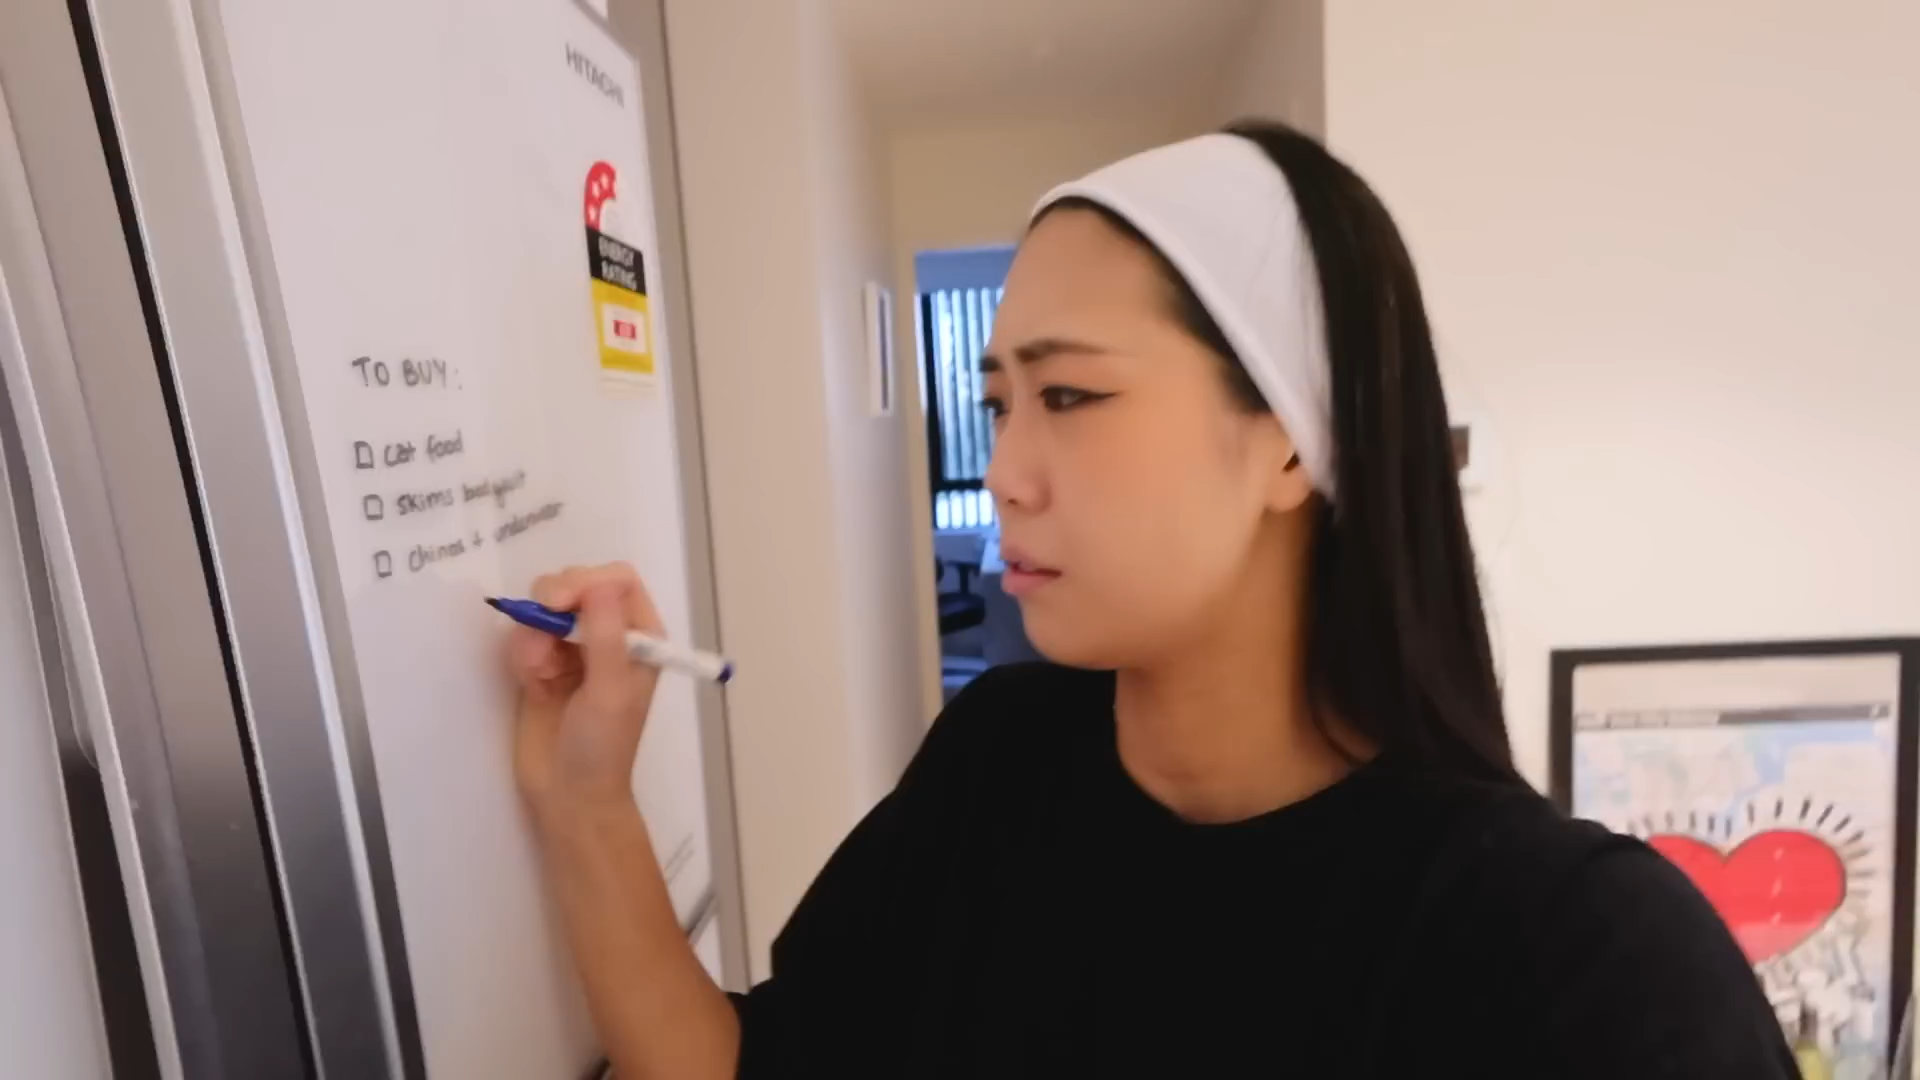 HITACHI
ENERGY
RATING
TO BUY:
cat food
skims bodysuit
chinos + underwear